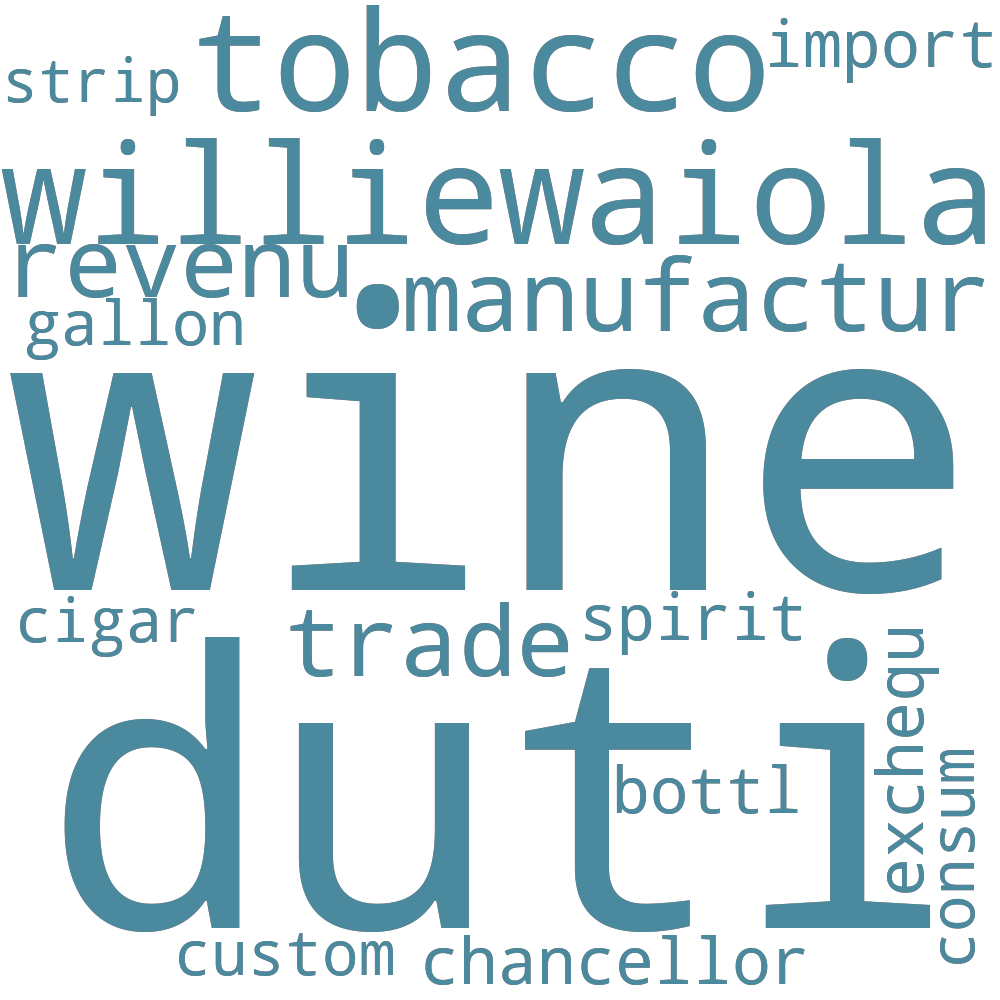 tobacco
import
strip
williewaiola
revenu
manufactur
gallon
wine
cigar
trade
spirit
duti
bottl
exchequ
consum
custom
chancellor